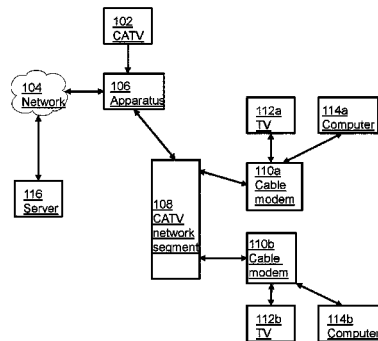 102
CATV
104
Network
106
Apparatus
112a
TV
114a
Computer
116
Server
108
CATV
network
segment
110a
Cable
modem
110b
Cable
modem
112b
TV
114b
Computer